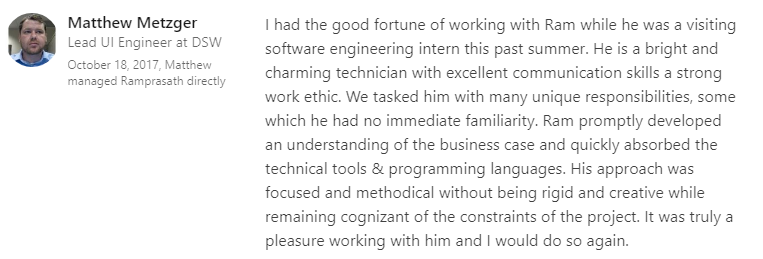 Matthew Metzger
Lead UI Engineer at DSW
October 18, 2017, Matthew
managed Ramprasath directly
I had the good fortune of working with Ram while he was a visiting
software engineering intern this past summer. He is a bright and
charming technician with excellent communication skills a strong
work ethic. We tasked him with many unique responsibilities, some
which he had no immediate familiarity. Ram promptly developed
an understanding of the business case and quickly absorbed the
technical tools & programming languages. His approach was
focused and methodical without being rigid and creative while
remaining cognizant of the constraints of the project. It was truly a
pleasure working with him and I would do so again.